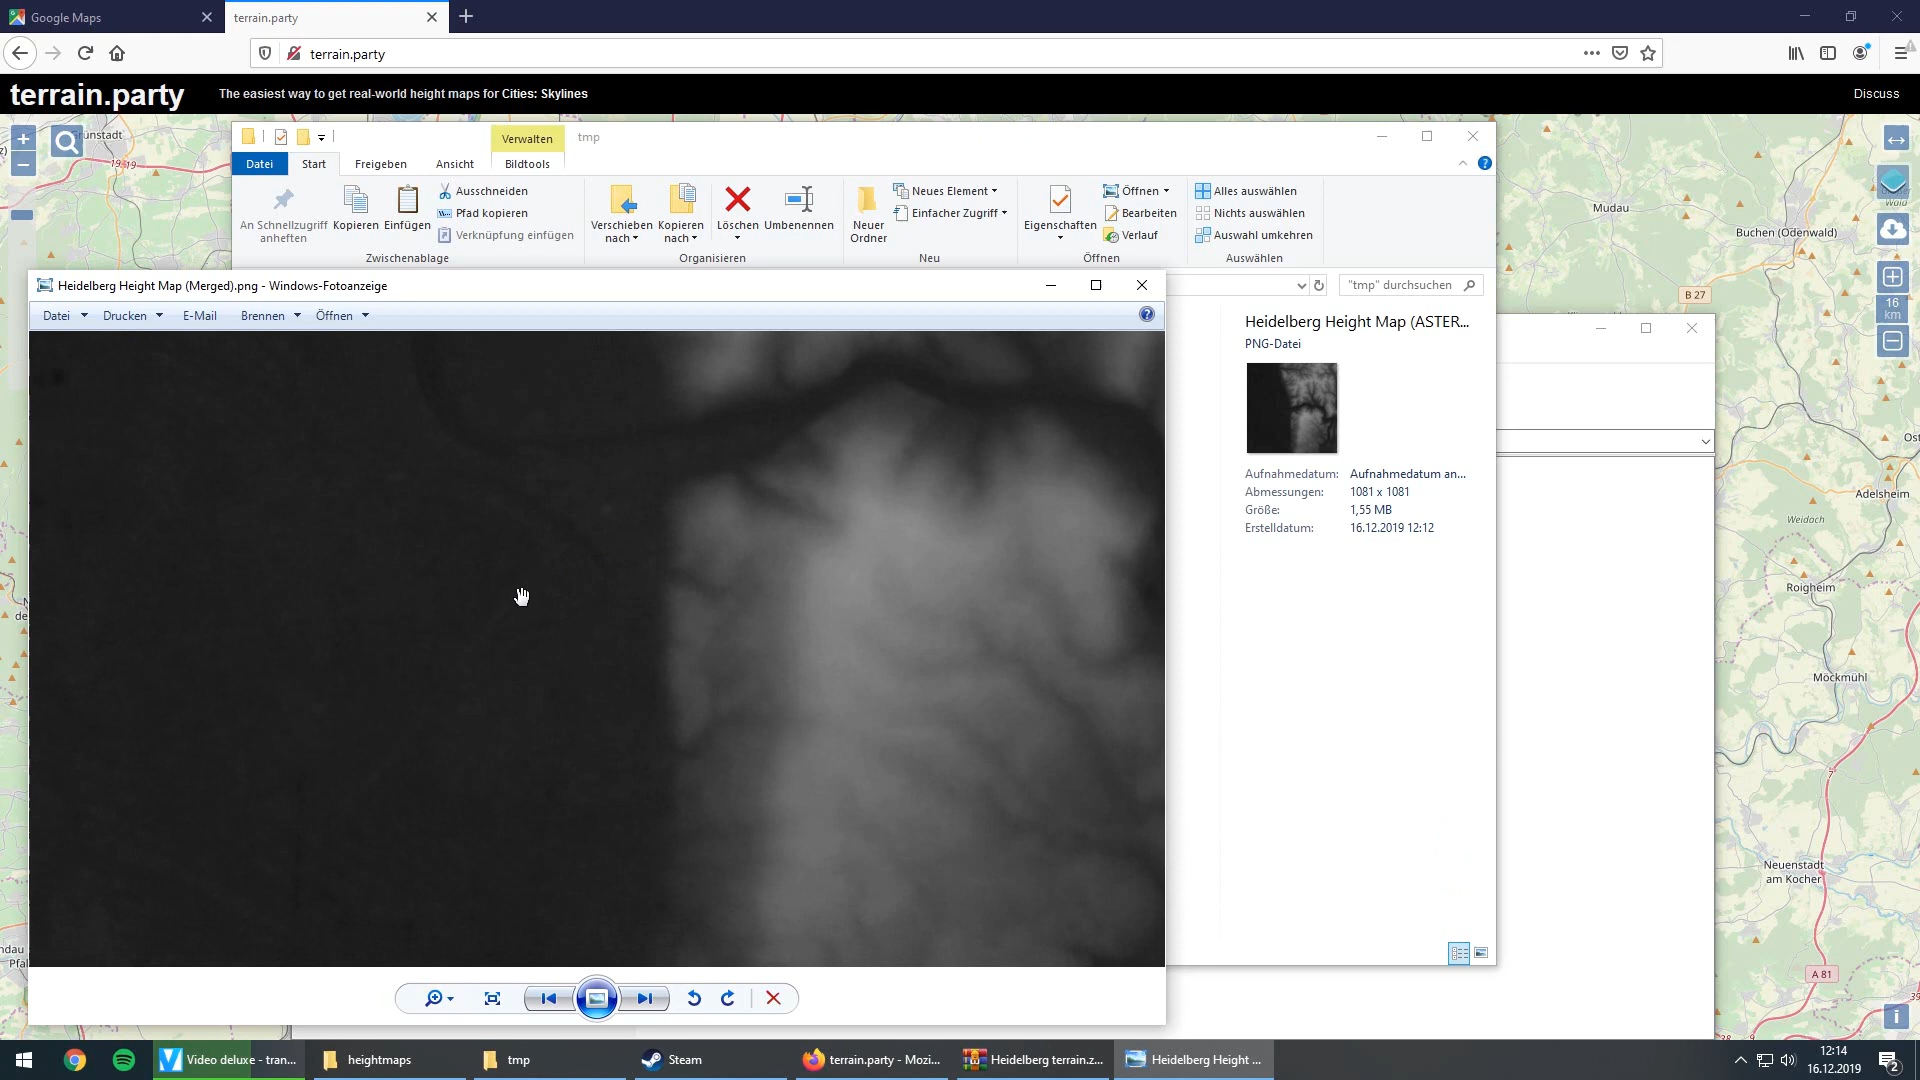 Google Maps
terrain.party
terrain.party
terrain.party
The easiest way to get real-world height maps for Cities: Skylines
Discuss
Grünstadt
Verwalten
tmp
Datei
Start
Freigeben
Ansicht
Bildtools
An Schnellzugriff
anheften
Kopieren
Einfügen
Ausschneiden
Pfad kopieren
Verknüpfung einfügen
Zwischenablage
Verschieben
nach
Kopieren
nach
Löschen
Umbenennen
Organisieren
Neuer
Ordner
Neues Element
Einfacher Zugriff
Neu
Eigenschaften
Öffnen
Bearbeiten
Verlauf
Öffnen
Alles auswählen
Nichts auswählen
Auswahl umkehren
Auswählen
"tmp" durchsuchen
Heidelberg Height Map (Merged).png - Windows-Fotoanzeige
Datei
Drucken
E-Mail
Brennen
Öffnen
Heidelberg Height Map (ASTER...
PNG-Datei
Aufnahmedatum: Aufnahmedatum an...
Abmessungen: 1081 x 1081
Größe: 1,55 MB
Erstelldatum: 16.12.2019 12:12
Mudau
Buchen (Odenwald)
B 27
16
km
Adelsheim
Weidach
Roigheim
Möckmühl
7
Neuenstadt
am Kocher
A 81
Video deluxe - tran...
heightmaps
tmp
Steam
terrain.party - Mozi...
Heidelberg terrain.z...
Heidelberg Height ...
12:14
16.12.2019
2